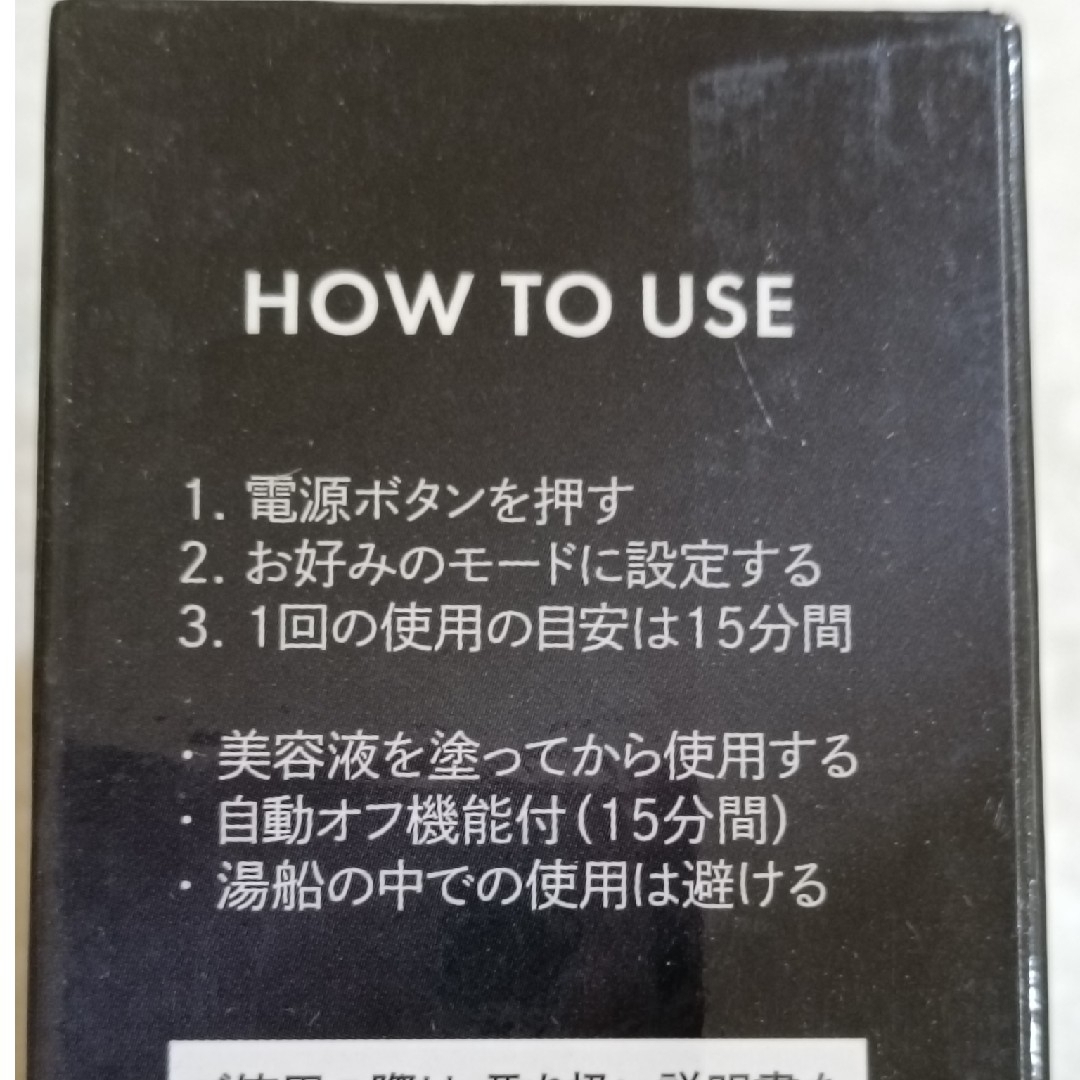 HOW TO USE
1. 電源ボタンを押す
2. お好みのモードに設定する
3. 1回の使用の目安は15分間
・美容液を塗ってから使用する
・自動オフ機能付(15分間)
・湯船の中での使用は避ける